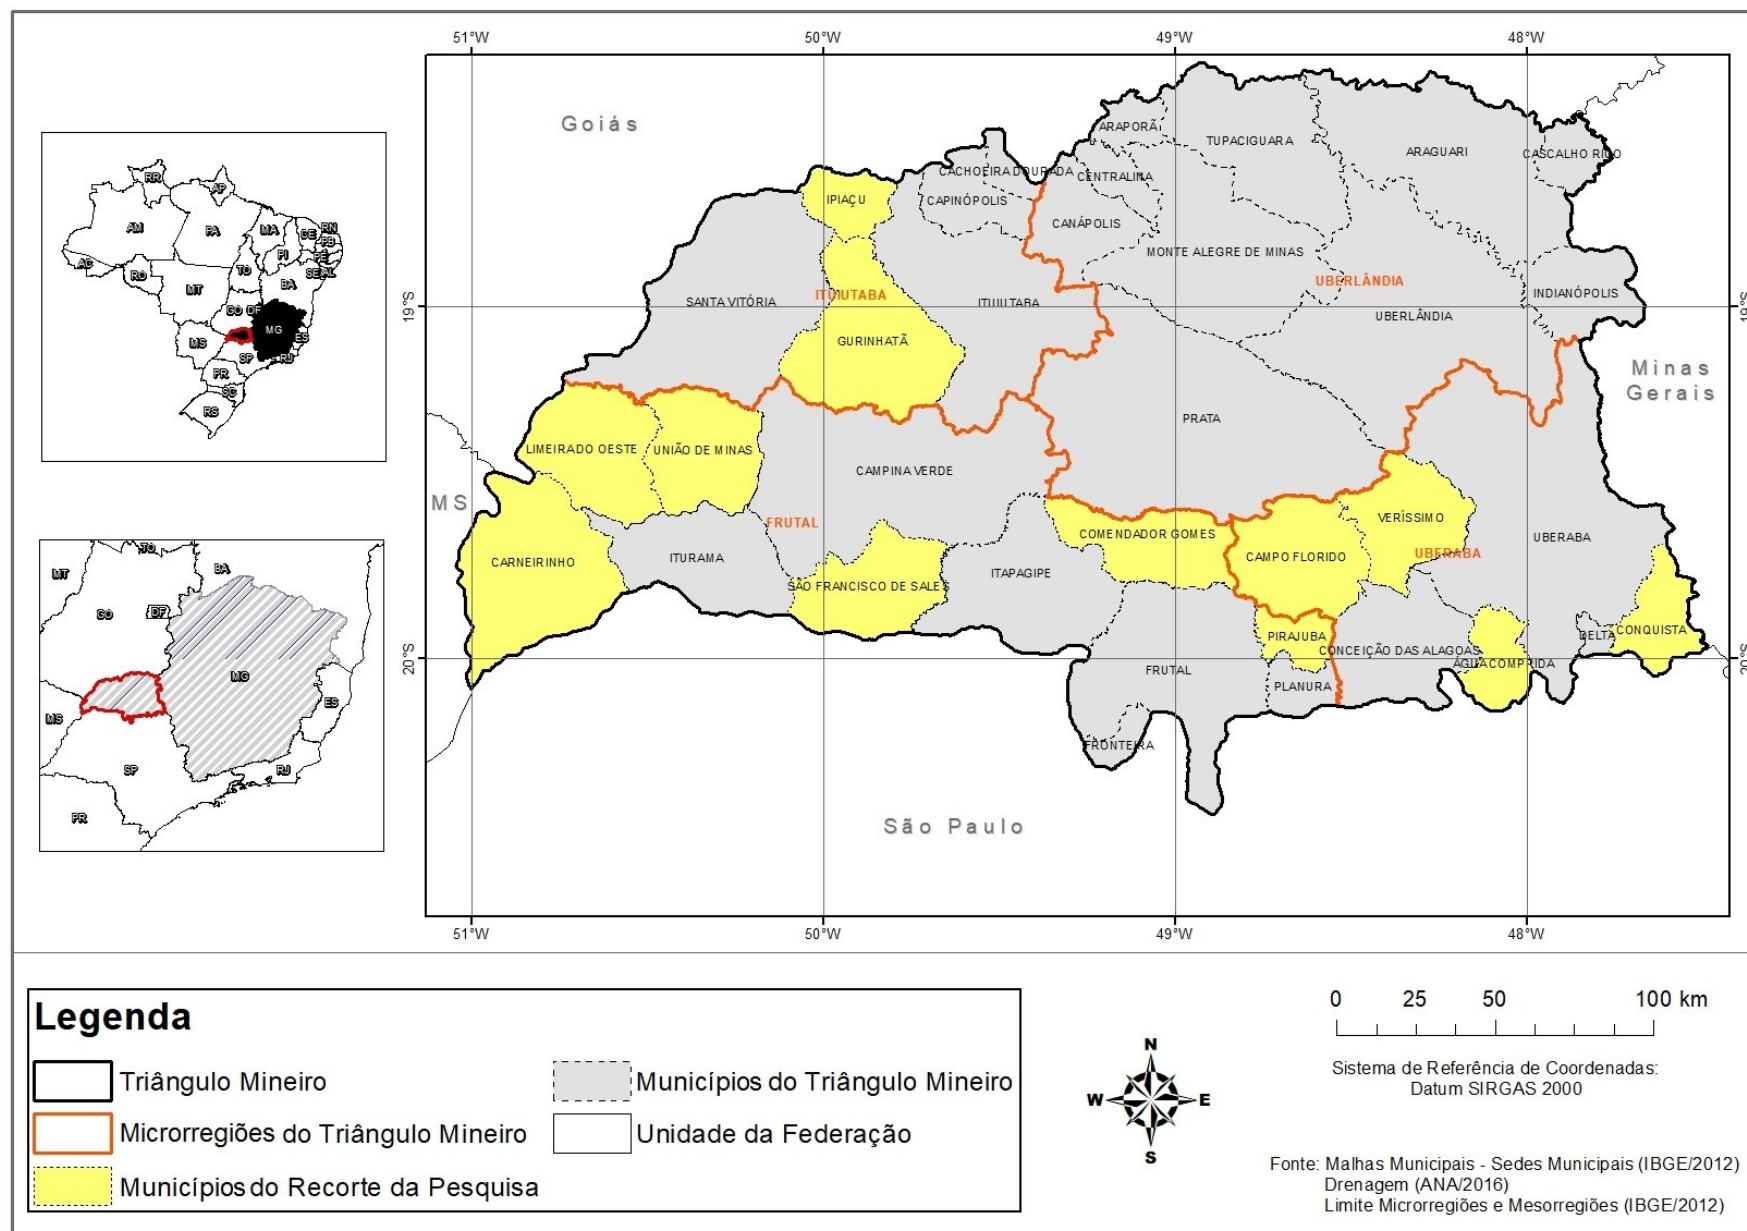 51°W 50°W 49°W 48°W
Goiás
ARAPORÃ
TUPACIGUARA
ARAGUARI
CASCALHO RICO
CACHOEIRA DOURADA
CENTRALINA
IPIAÇU
CAPINÓPOLIS
CANÁPOLIS
MONTE ALEGRE DE MINAS
UBERLÂNDIA
INDIANÓPOLIS
SANTA VITÓRIA
ITUIUTABA
ITUIUTABA
UBERLÂNDIA
19°S
19°S
GURINHATÃ
Minas
Gerais
PRATA
LIMEIRADO OESTE
UNIÃO DE MINAS
CAMPINA VERDE
MS
FRUTAL
VERÍSSIMO
COMENDADOR GOMES
UBERABA
CARNEIRINHO
ITURAMA
CAMPO FLORIDO
UBERABA
ITAPAGIPE
SÃO FRANCISCO DE SALES
PIRAJUBA
DELTA
CONQUISTA
CONCEIÇÃO DAS ALAGOAS
20°S
20°S
FRUTAL
ÁGUA COMPRIDA
PLANURA
FRONTEIRA
São Paulo
51°W 50°W 49°W 48°W
RR
AP
AM
PA
MA
CE
RN
PB
PE
AL
SE
PI
AC
RO
TO
BA
MT
GO
DF
MG
ES
MS
SP
RJ
PR
SC
RS
TO
MT
BA
GO
DF
MG
MS
ES
SP
RJ
PR
Legenda
Triângulo Mineiro
Municípios do Triângulo Mineiro
Microrregiões do Triângulo Mineiro
Unidade da Federação
Municípios do Recorte da Pesquisa
N
W
E
S
0 25 50 100 km
Sistema de Referência de Coordenadas:
Datum SIRGAS 2000
Fonte: Malhas Municipais - Sedes Municipais (IBGE/2012)
Drenagem (ANA/2016)
Limite Microrregiões e Mesorregiões (IBGE/2012)